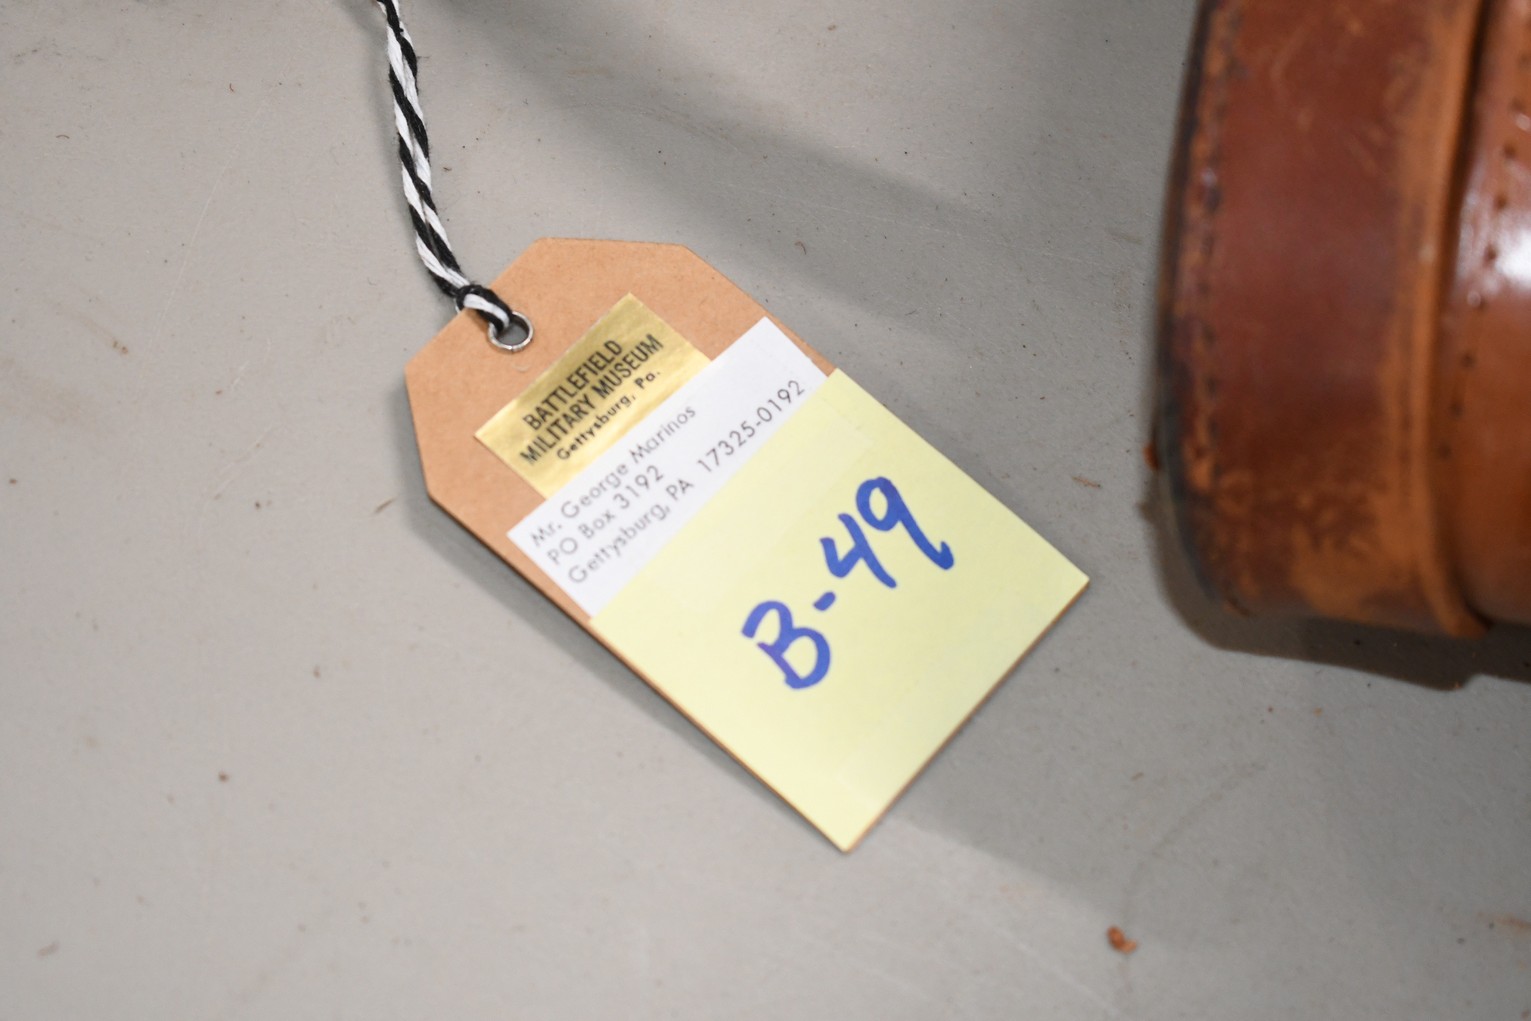 BATTLEFIELD
MILITARY MUSEUM
Gettysburg, Pa.
Mr. George Marinos
PO Box 3192
Gettysburg, PA 17325-0192
B-49